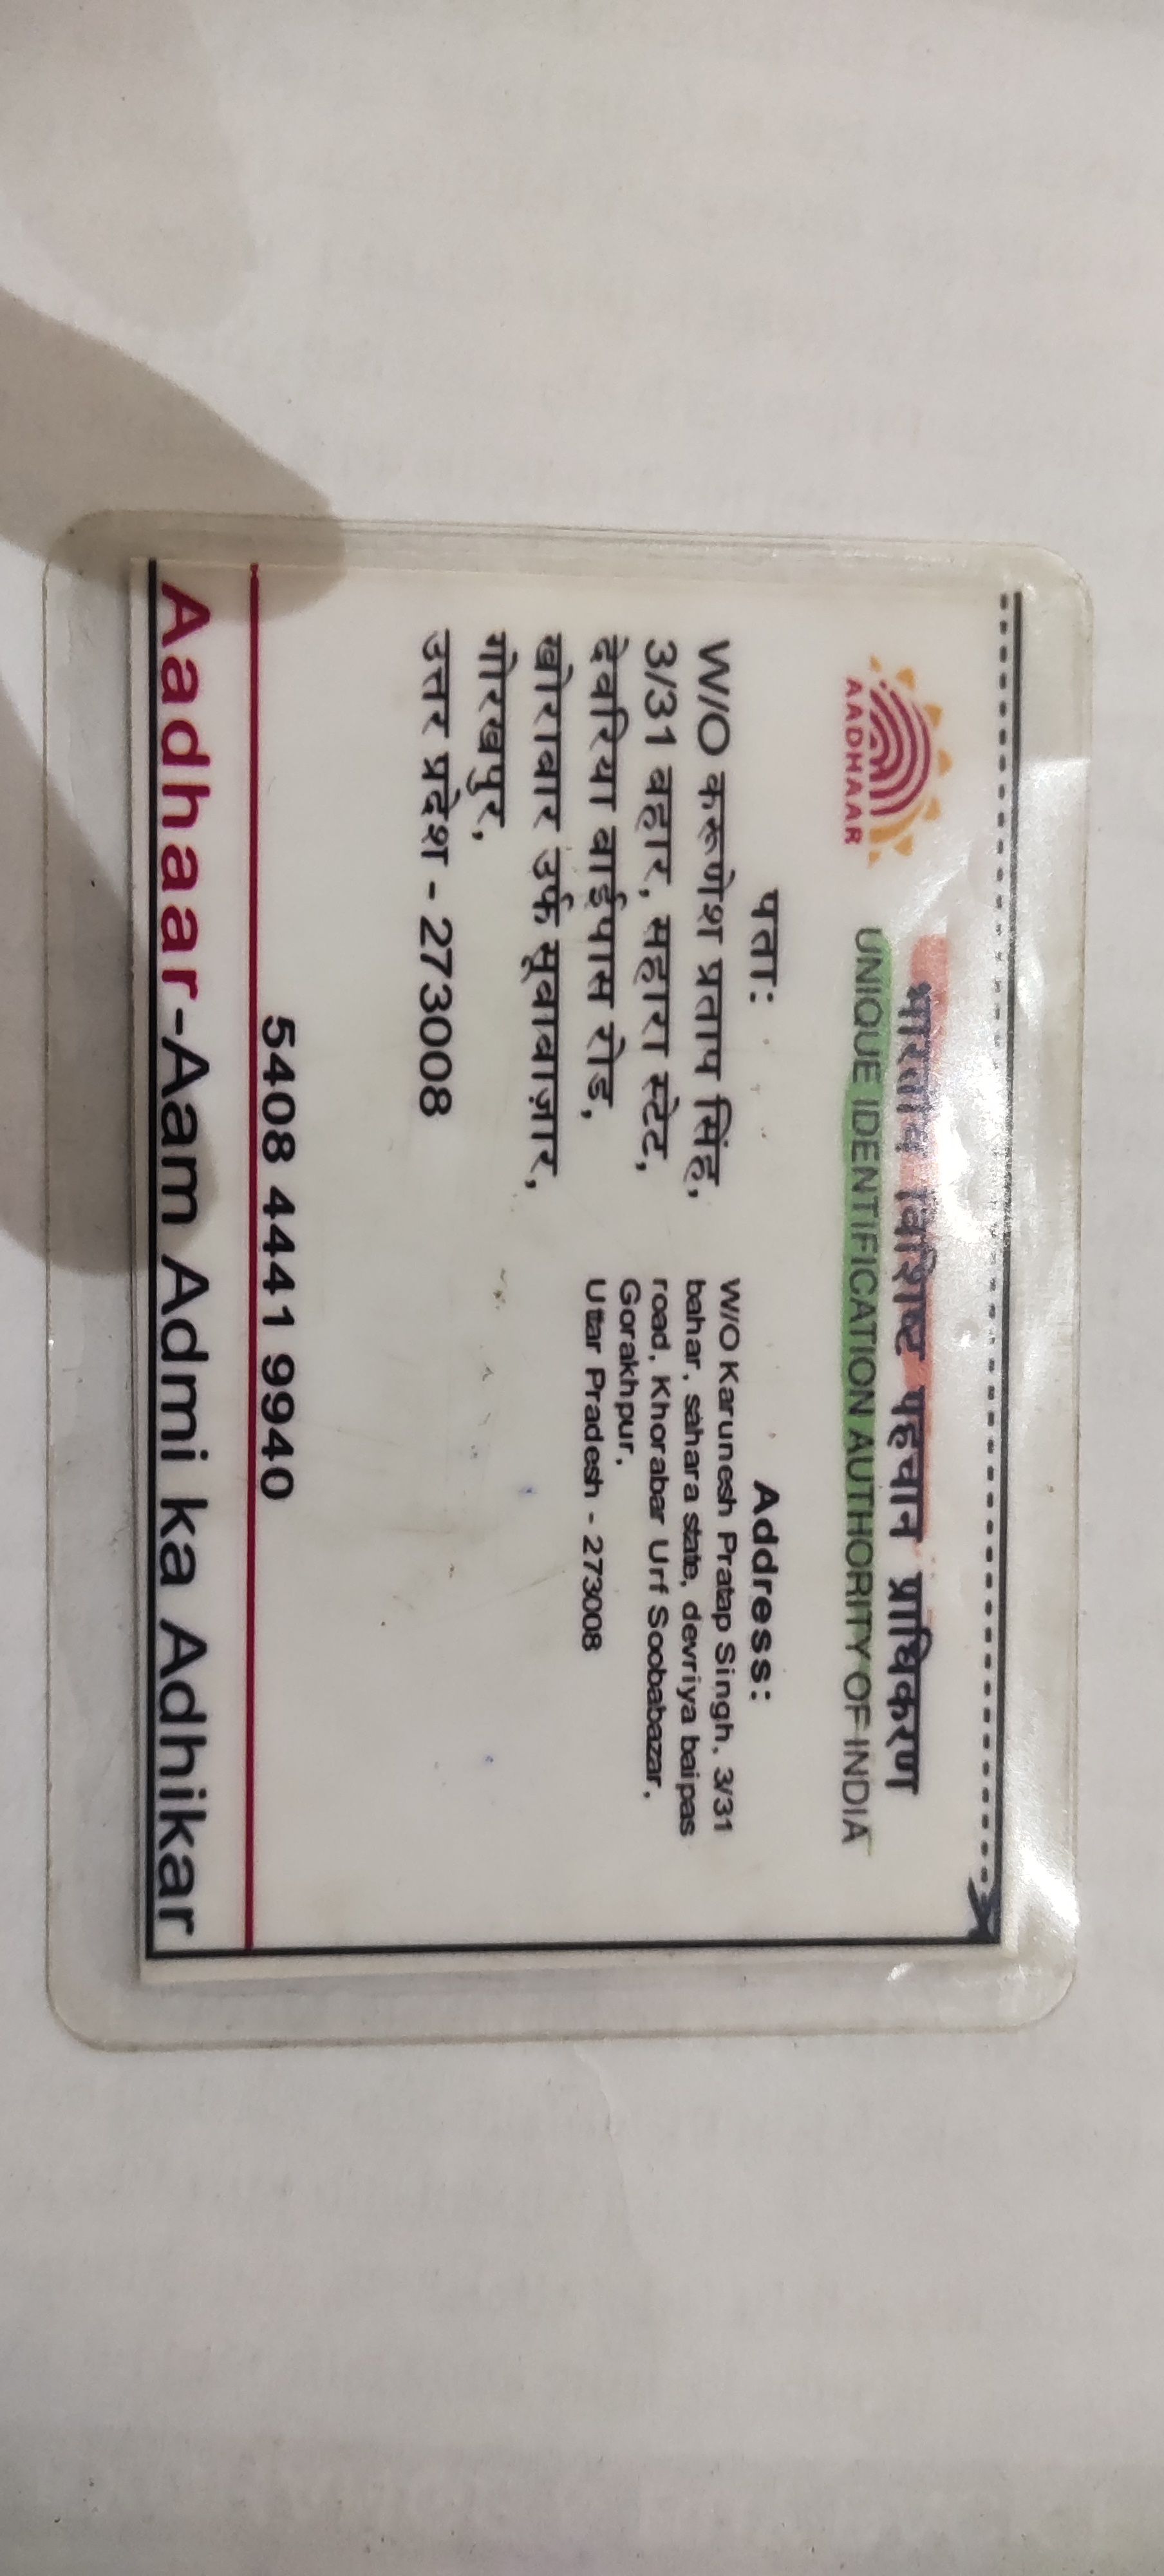 भारतीय विशिष्ट पहचान प्राधिकरण
UNIQUE IDENTIFICATION AUTHORITY OF INDIA
AADHAAR
पता:
W/O करूणेश प्रताप सिंह,
3/31 वहार, सहारा स्टेट,
देवरिया वाईपास रोड,
खोराबार उर्फ सूवाबाज़ार,
गोरखपुर,
उत्तर प्रदेश - 273008
Address:
W/O Karunesh Pratap Singh, 3/31
bahar, sahara state, devriya baipas
road, Khorabar Urf Soobabazar,
Gorakhpur,
Uttar Pradesh - 273008
5408 4441 9940
Aadhaar-Aam Admi ka Adhikar